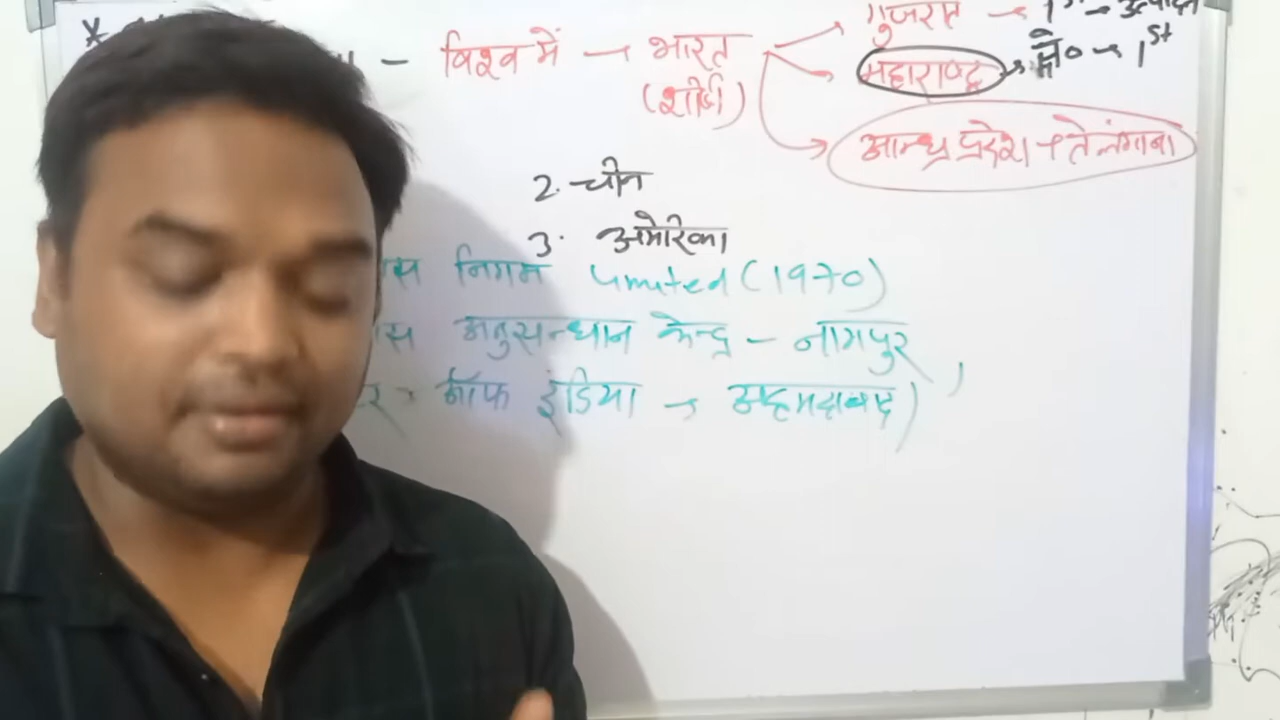 * गुजरात → 1st → उत्पादन
- विश्व में → भारत महाराष्ट्र → क्षे० → 1st
(शीर्ष)
आन्ध्र प्रदेश + तेलंगाना
2. चीन
3. अमेरिका
ास निगम Limited (1970)
ास अनुसन्धान केन्द्र - नागपुर
ऑफ इंडिया → अहमदाबाद)